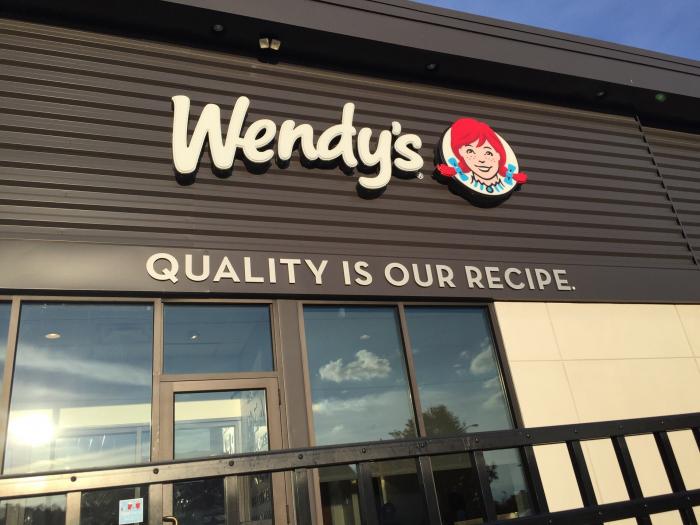 Wendy's®
QUALITY IS OUR RECIPE.